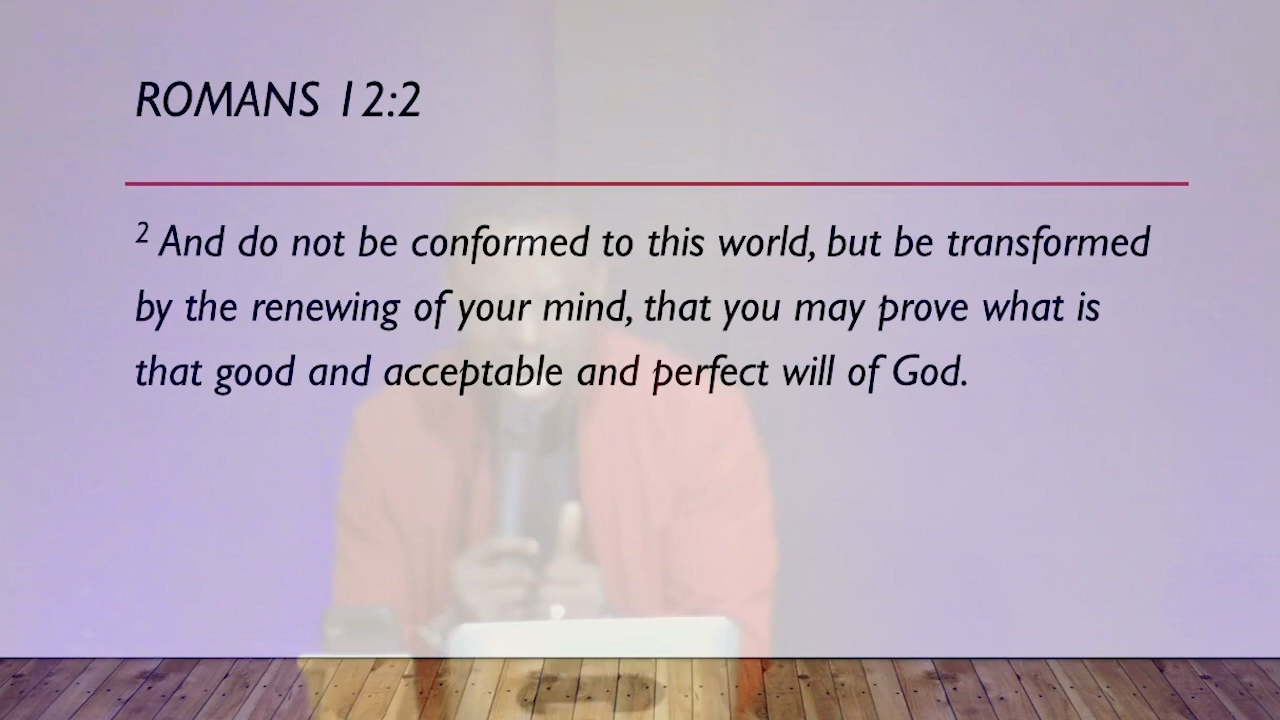 ROMANS 12:2
2 And do not be conformed to this world, but be transformed
by the renewing of your mind, that you may prove what is
that good and acceptable and perfect will of God.